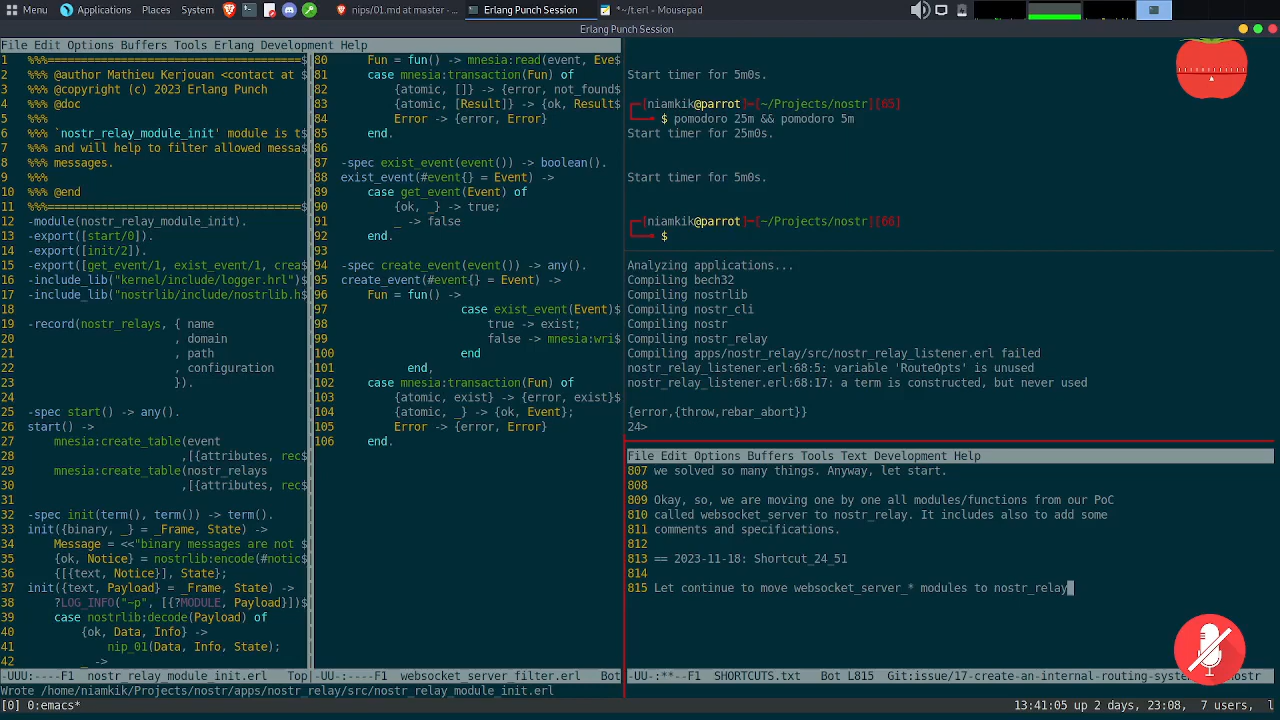 Menu Applications Places System nips/01.md at master - ... Erlang Punch Session *~/t.erl - Mousepad
Erlang Punch Session
File Edit Options Buffers Tools Erlang Development Help
1 %%%===================================$
2 %%% @author Mathieu Kerjouan <contact at $
3 %%% @copyright (c) 2023 Erlang Punch
4 %%% @doc
5 %%%
6 %%% `nostr_relay_module_init' module is t$
7 %%% and will help to filter allowed messa$
8 %%% messages.
9 %%%
10 %%% @end
11 %%%===================================$
12 -module(nostr_relay_module_init).
13 -export([start/0]).
14 -export([init/2]).
15 -export([get_event/1, exist_event/1, crea$
16 -include_lib("kernel/include/logger.hrl")$
17 -include_lib("nostrlib/include/nostrlib.h$
18
19 -record(nostr_relays, { name
20 , domain
21 , path
22 , configuration
23 }).
24
25 -spec start() -> any().
26 start() ->
27 mnesia:create_table(event
28 ,[{attributes, rec$
29 mnesia:create_table(nostr_relays
30 ,[{attributes, rec$
31
32 -spec init(term(), term()) -> term().
33 init({binary, _} = _Frame, State) ->
34 Message = <<"binary messages are not $
35 {ok, Notice} = nostrlib:encode(#notic$
36 {[{text, Notice}], State};
37 init({text, Payload} = _Frame, State) ->
38 ?LOG_INFO("~p", [{?MODULE, Payload}])$
39 case nostrlib:decode(Payload) of
40 {ok, Data, Info} ->
41 nip_01(Data, Info, State);
42 _ ->
-UUU:----F1 nostr_relay_module_init.erl Top
80 Fun = fun() -> mnesia:read(event, Eve$
81 case mnesia:transaction(Fun) of
82 {atomic, []} -> {error, not_found$
83 {atomic, [Result]} -> {ok, Result$
84 Error -> {error, Error}
85 end.
86
87 -spec exist_event(event()) -> boolean().
88 exist_event(#event{} = Event) ->
89 case get_event(Event) of
90 {ok, _} -> true;
91 _ -> false
92 end.
93
94 -spec create_event(event()) -> any().
95 create_event(#event{} = Event) ->
96 Fun = fun() ->
97 case exist_event(Event)$
98 true -> exist;
99 false -> mnesia:wri$
100 end
101 end,
102 case mnesia:transaction(Fun) of
103 {atomic, exist} -> {error, exist}$
104 {atomic, _} -> {ok, Event};
105 Error -> {error, Error}
106 end.
-UU-:----F1 websocket_server_filter.erl Bot
Wrote /home/niamkik/Projects/nostr/apps/nostr_relay/src/nostr_relay_module_init.erl
Start timer for 5m0s.
[niamkik@parrot]-[~/Projects/nostr][65]
$ pomodoro 25m && pomodoro 5m
Start timer for 25m0s.
Start timer for 5m0s.
[niamkik@parrot]-[~/Projects/nostr][66]
$
Analyzing applications...
Compiling bech32
Compiling nostrlib
Compiling nostr_cli
Compiling nostr
Compiling nostr_relay
Compiling apps/nostr_relay/src/nostr_relay_listener.erl failed
nostr_relay_listener.erl:68:5: variable 'RouteOpts' is unused
nostr_relay_listener.erl:68:17: a term is constructed, but never used
{error,{throw,rebar_abort}}
24>
File Edit Options Buffers Tools Text Development Help
807 we solved so many things. Anyway, let start.
808
809 Okay, so, we are moving one by one all modules/functions from our PoC
810 called websocket_server to nostr_relay. It includes also to add some
811 comments and specifications.
812
813 == 2023-11-18: Shortcut_24_51
814
815 Let continue to move websocket_server_* modules to nostr_relay
-UU-:**--F1 SHORTCUTS.txt Bot L815 Git:issue/17-create-an-internal-routing-syst
[0] 0:emacs* 13:41:05 up 2 days, 23:08, 7 users, l